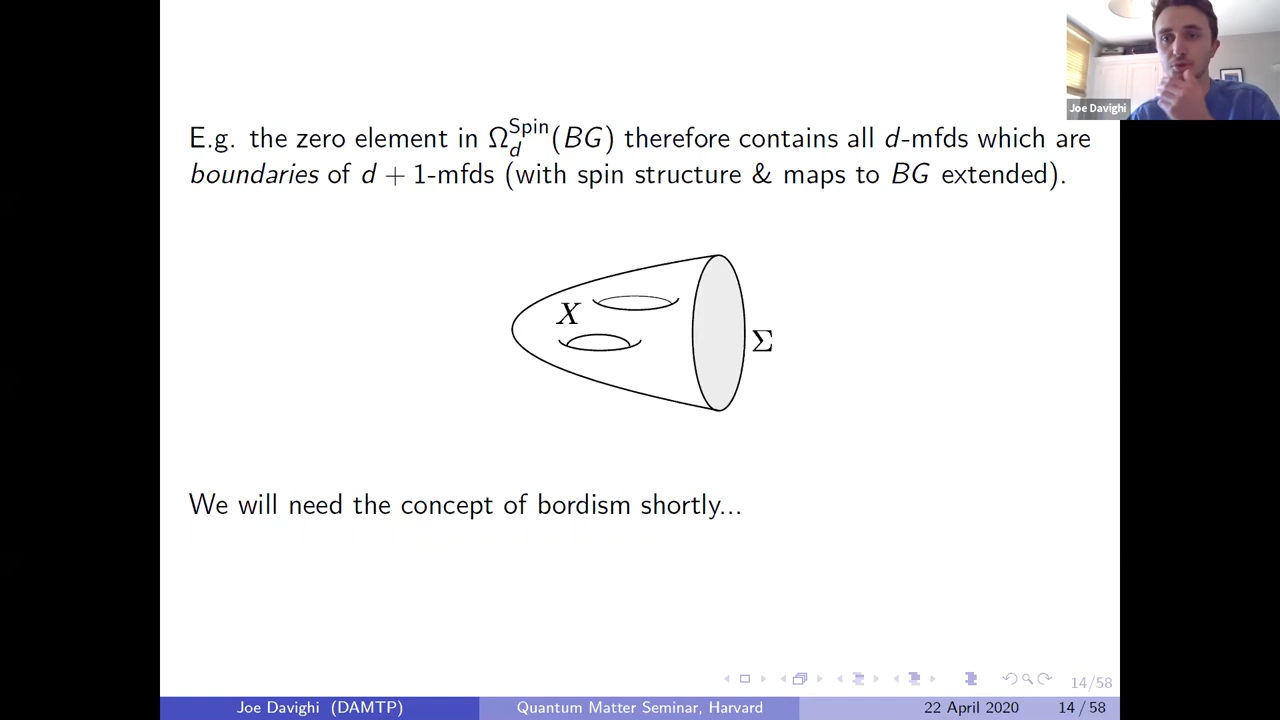 Joe Davighi
E.g. the zero element in Ω_d^Spin(BG) therefore contains all d-mfds which are
boundaries of d + 1-mfds (with spin structure & maps to BG extended).
X
Σ
We will need the concept of bordism shortly...
14/58
Joe Davighi (DAMTP)
Quantum Matter Seminar, Harvard
22 April 2020
14 / 58